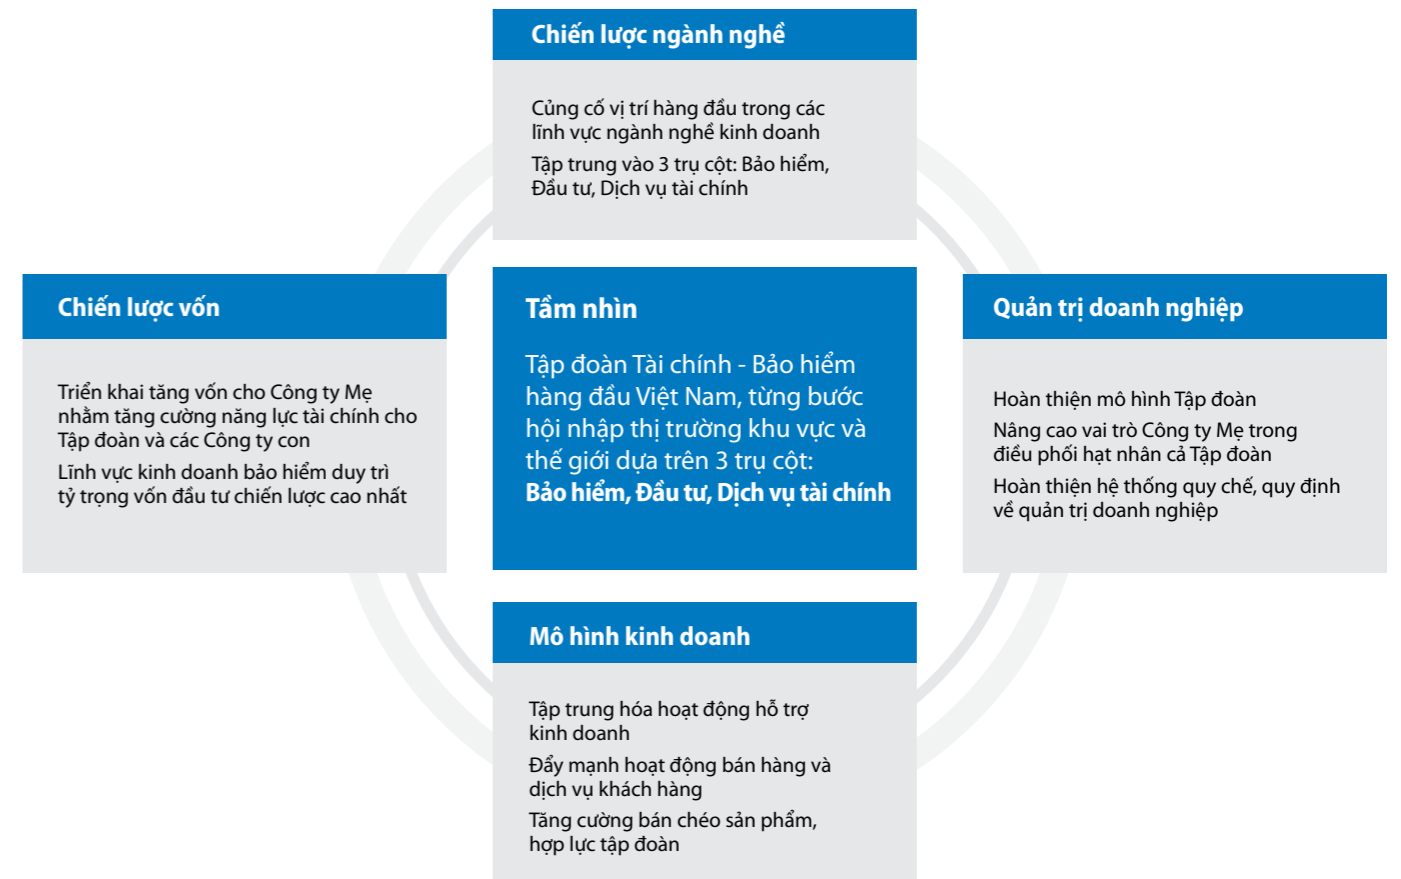 Chiến lược ngành nghề
Củng cố vị trí hàng đầu trong các
lĩnh vực ngành nghề kinh doanh
Tập trung vào 3 trụ cột: Bảo hiểm,
Đầu tư, Dịch vụ tài chính
Chiến lược vốn
Triển khai tăng vốn cho Công ty Mẹ
nhằm tăng cường năng lực tài chính cho
Tập đoàn và các Công ty con
Lĩnh vực kinh doanh bảo hiểm duy trì
tỷ trọng vốn đầu tư chiến lược cao nhất
Tầm nhìn
Tập đoàn Tài chính - Bảo hiểm
hàng đầu Việt Nam, từng bước
hội nhập thị trường khu vực và
thế giới dựa trên 3 trụ cột:
Bảo hiểm, Đầu tư, Dịch vụ tài chính
Quản trị doanh nghiệp
Hoàn thiện mô hình Tập đoàn
Nâng cao vai trò Công ty Mẹ trong
điều phối hạt nhân cả Tập đoàn
Hoàn thiện hệ thống quy chế, quy định
về quản trị doanh nghiệp
Mô hình kinh doanh
Tập trung hóa hoạt động hỗ trợ
kinh doanh
Đẩy mạnh hoạt động bán hàng và
dịch vụ khách hàng
Tăng cường bán chéo sản phẩm,
hợp lực tập đoàn